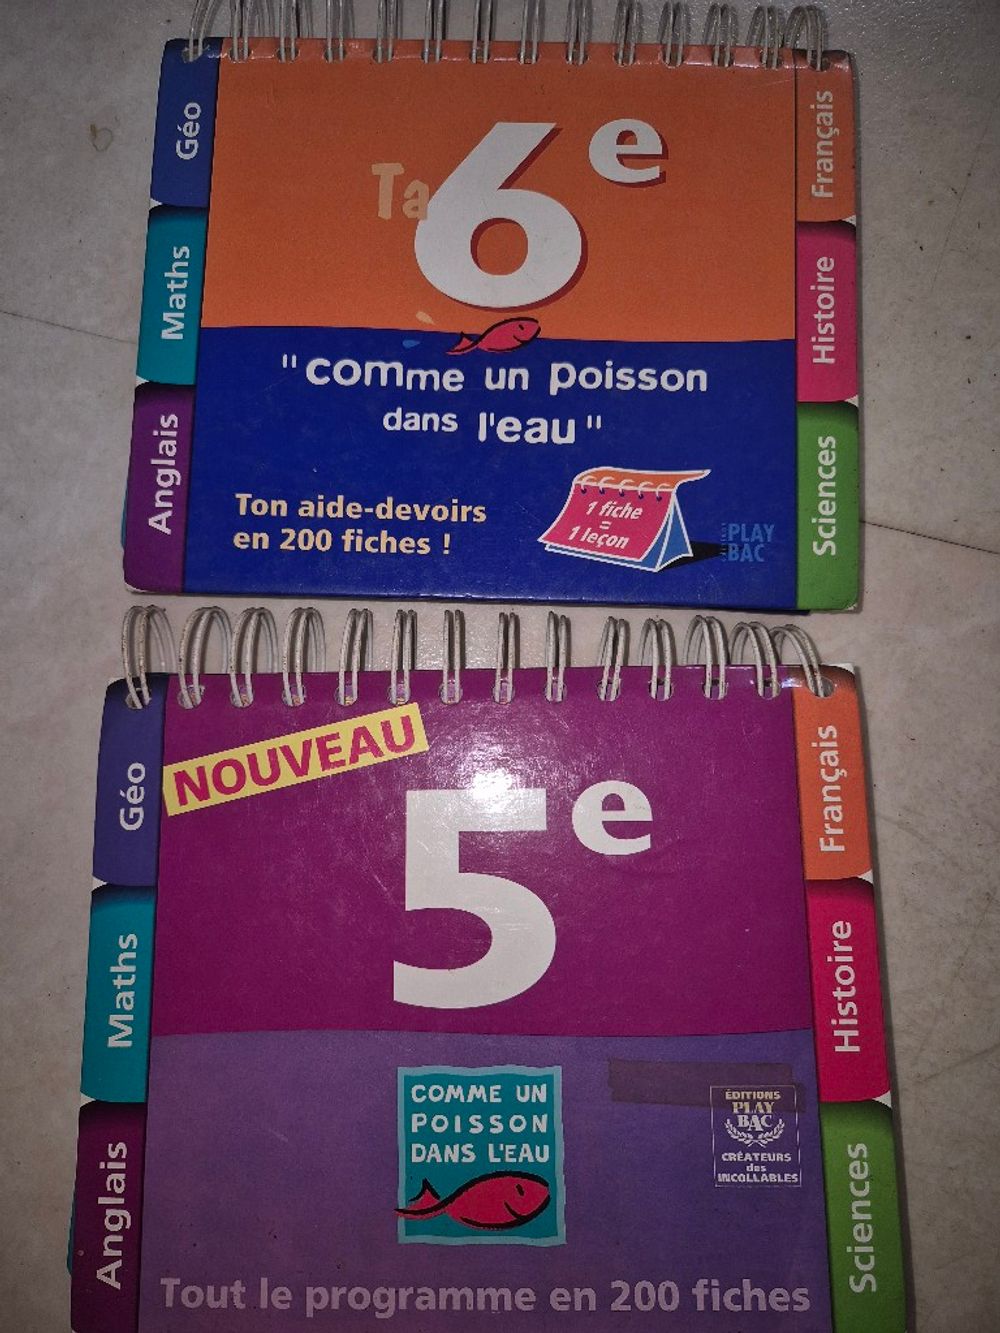 Géo
Maths
Anglais
Ta 6e
"comme un poisson
dans l'eau"
Ton aide-devoirs
en 200 fiches !
1 fiche
=
1 leçon
PLAY
BAC
Français
Histoire
Sciences
Géo
Maths
Anglais
NOUVEAU
5e
COMME UN
POISSON
DANS L'EAU
ÉDITIONS
PLAY
BAC
CRÉATEURS
des
INCOLLABLES
Tout le programme en 200 fiches
Français
Histoire
Sciences